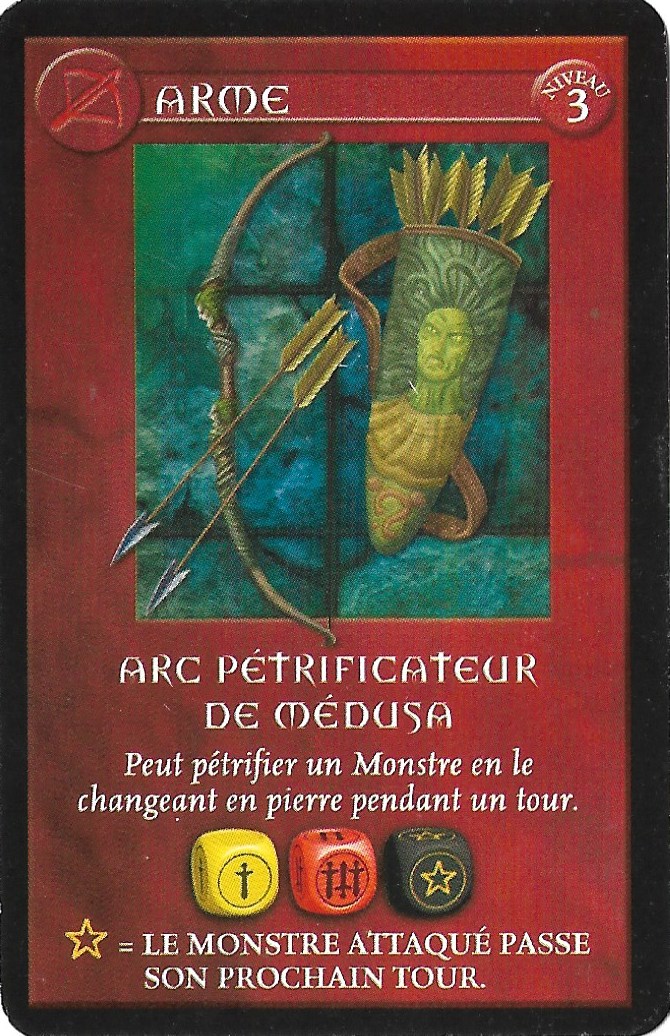 ARME
NIVEAU
3
ARC PÉTRIFICATEUR
DE MÉDUSA
Peut pétrifier un Monstre en le
changeant en pierre pendant un tour.
= LE MONSTRE ATTAQUÉ PASSE
SON PROCHAIN TOUR.